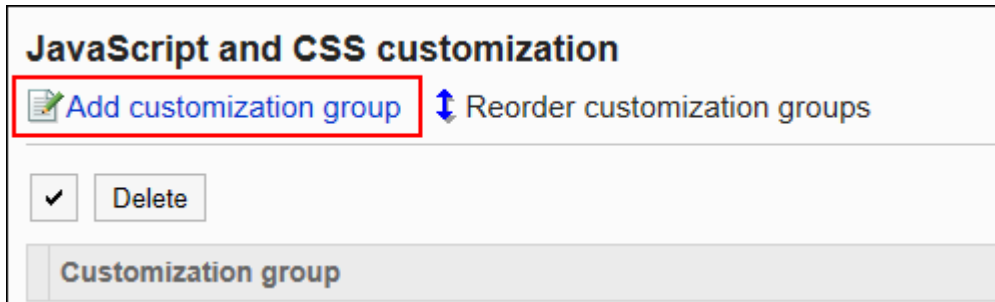 JavaScript and CSS customization
Add customization group Reorder customization groups
Delete
Customization group